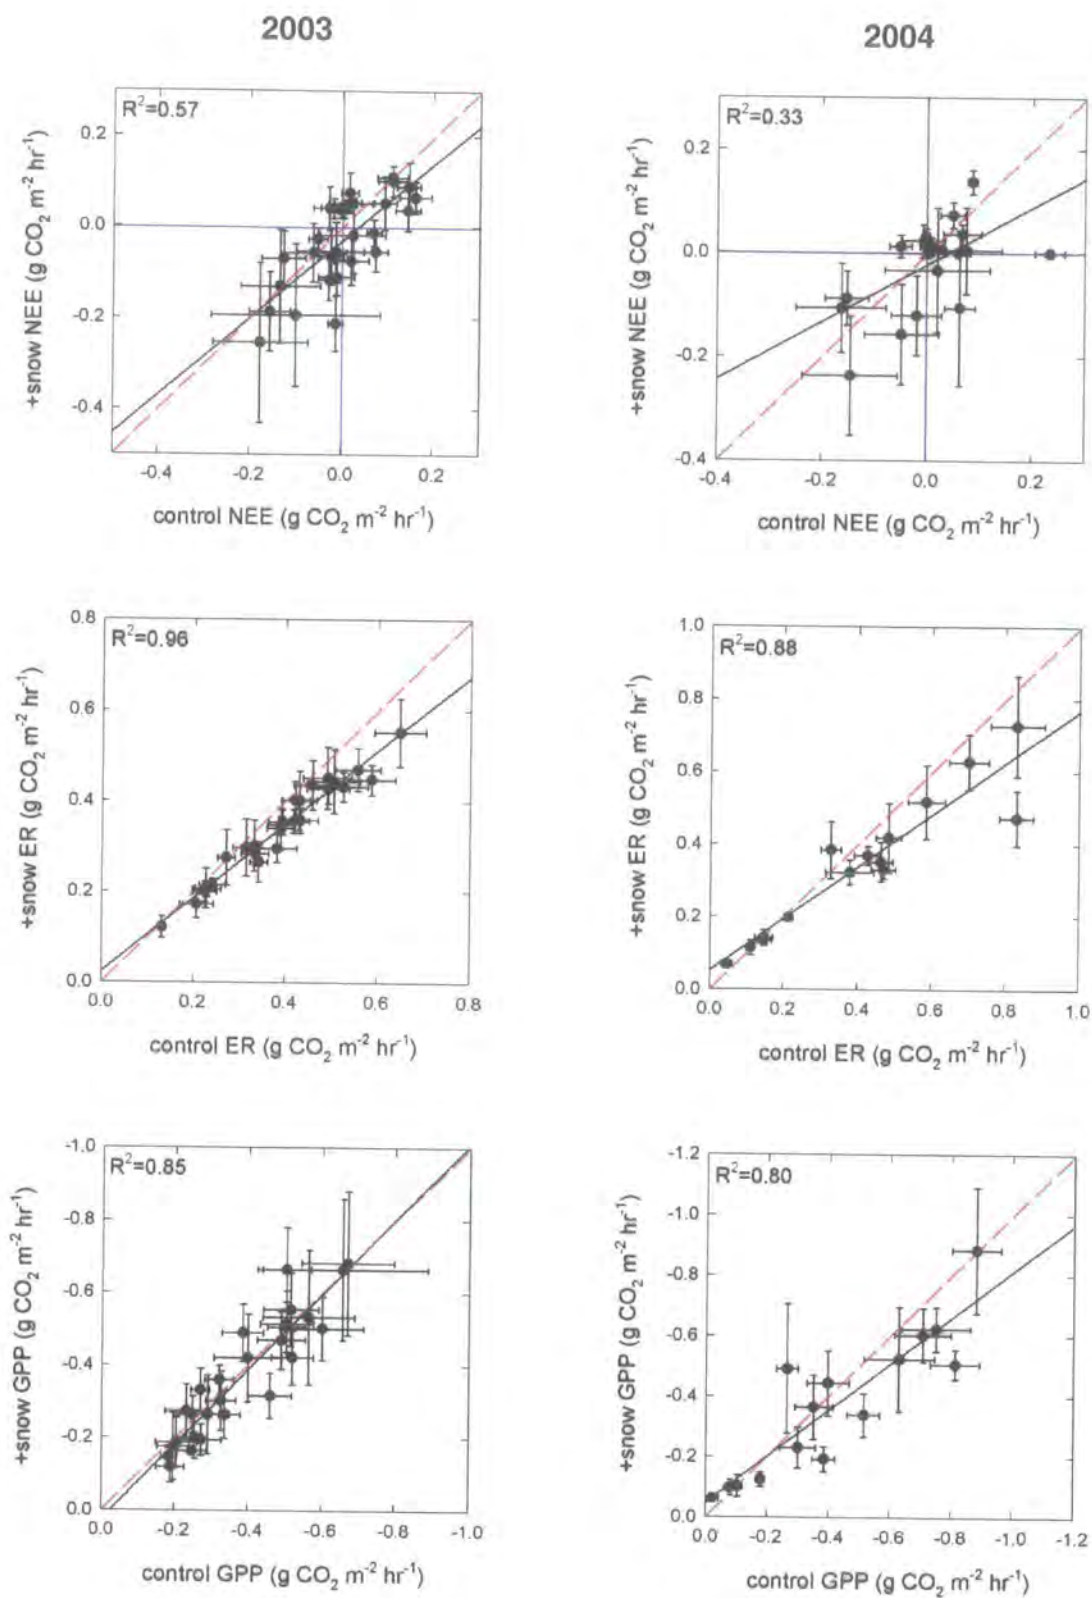 2003
2004
R²=0.57
0.2
0.0
-0.2
-0.4
+snow NEE (g CO₂ m⁻² hr⁻¹)
-0.4 -0.2 0.0 0.2
control NEE (g CO₂ m⁻² hr⁻¹)
R²=0.33
0.2
0.0
-0.2
-0.4
+snow NEE (g CO₂ m⁻² hr⁻¹)
-0.4 -0.2 0.0 0.2
control NEE (g CO₂ m⁻² hr⁻¹)
R²=0.96
0.8
0.6
0.4
0.2
0.0
+snow ER (g CO₂ m⁻² hr⁻¹)
0.0 0.2 0.4 0.6 0.8
control ER (g CO₂ m⁻² hr⁻¹)
R²=0.88
1.0
0.8
0.6
0.4
0.2
0.0
+snow ER (g CO₂ m⁻² hr⁻¹)
0.0 0.2 0.4 0.6 0.8 1.0
control ER (g CO₂ m⁻² hr⁻¹)
R²=0.85
-1.0
-0.8
-0.6
-0.4
-0.2
0.0
+snow GPP (g CO₂ m⁻² hr⁻¹)
0.0 -0.2 -0.4 -0.6 -0.8 -1.0
control GPP (g CO₂ m⁻² hr⁻¹)
R²=0.80
-1.2
-1.0
-0.8
-0.6
-0.4
-0.2
0.0
+snow GPP (g CO₂ m⁻² hr⁻¹)
0.0 -0.2 -0.4 -0.6 -0.8 -1.0 -1.2
control GPP (g CO₂ m⁻² hr⁻¹)